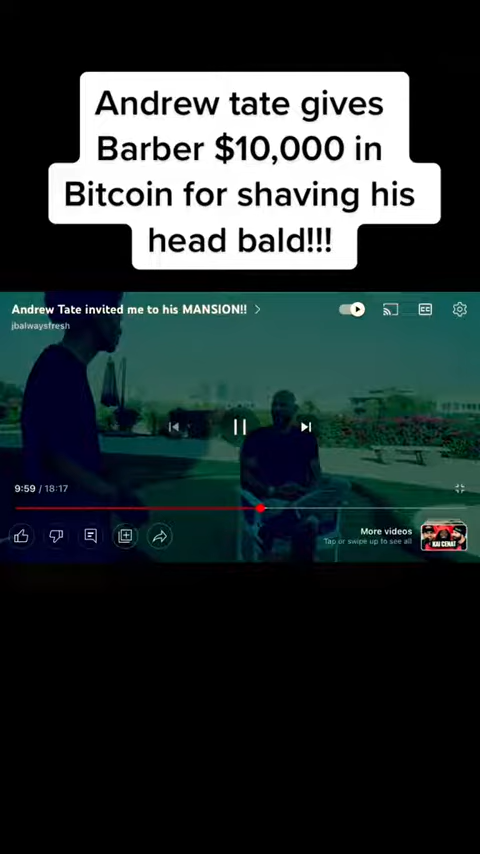 Andrew tate gives
Barber $10,000 in
Bitcoin for shaving his
head bald!!!
Andrew Tate invited me to his MANSION!!
jbalwaysfresh
9:59 / 18:17
More videos
Tap or swipe up to see all
KAI CENAT